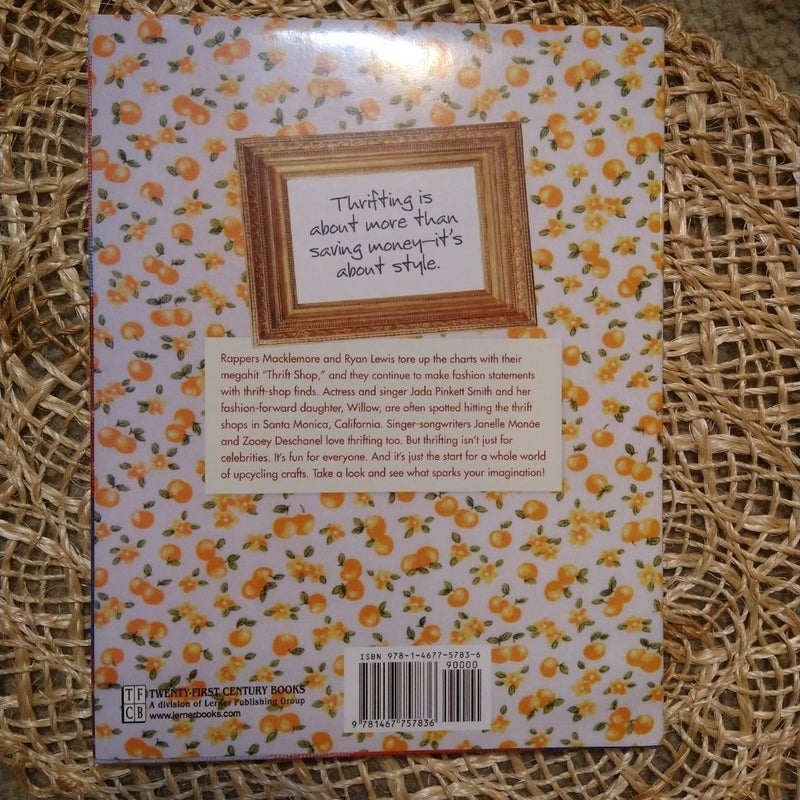 Thrifting is
about more than
saving money—it's
about style.
Rappers Macklemore and Ryan Lewis tore up the charts with their
megahit "Thrift Shop," and they continue to make fashion statements
with thrift-shop finds. Actress and singer Jada Pinkett Smith and her
fashion-forward daughter, Willow, are often spotted hitting the thrift
shops in Santa Monica, California. Singer-songwriters Janelle Monáe
and Zooey Deschanel love thrifting too. But thrifting isn't just for
celebrities. It's fun for everyone. And it's just the start for a whole world
of upcycling crafts. Take a look and see what sparks your imagination!
ISBN 978-1-4677-5783-6
90000
9 781467 757836
TF
CB
TWENTY-FIRST CENTURY BOOKS
A division of Lerner Publishing Group
www.lernerbooks.com